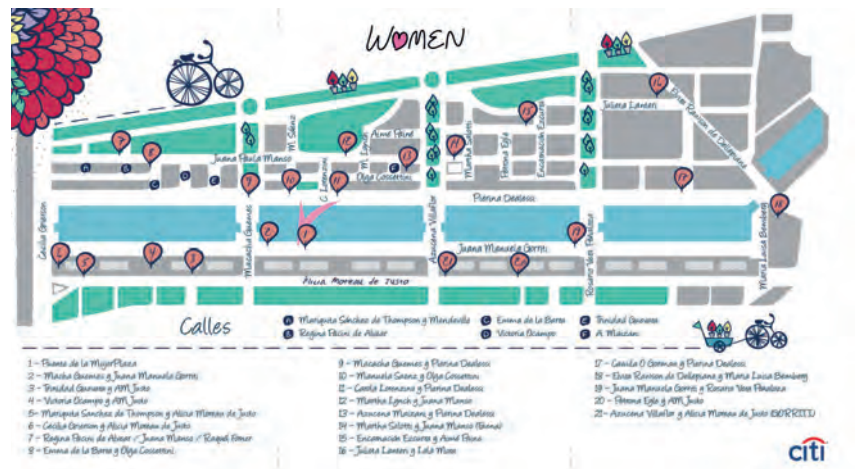 WOMEN
Julieta Lanteri
Elvira Rawson de Dellepiane
Aimé Painé
M. Sáenz
M. Lynch
Juana Paula Manso
C. Lorenzini
Olga Cossettini
Martha Salotti
Petrona Eyle
Encarnación Ezcurra
Pierina Dealessi
Cecilia Grierson
Macacha Güemes
Azucena Villaflor
Juana Manuela Gorriti
Rosario Vera Peñaloza
María Luisa Bemberg
Alicia Moreau de Justo
Calles
A Mariquita Sánchez de Thompson y Mendeville
C Emma de la Barra
E Trinidad Guevara
B Regina Pacini de Alvear
D Victoria Ocampo
F A. Maizani
1 - Puente de la Mujer/Plaza
2 - Macha Guemes y Juana Manuela Gorriti
3 - Trinidad Guevara y AM Justo
4 - Victoria Ocampo y AM Justo
5 - Mariquita Sanchez de Thompson y Alicia Moreau de Justo
6 - Cecilia Grierson y Alicia Moreau de Justo
7 - Regina Pacini de Alvear // Juana Manso // Raquel Forner
8 - Emma de la Barra y Olga Cossettini
9 - Macacha Guemes y Pierina Dealessi
10 - Manuela Saenz y Olga Cossettini
11 - Carola Lorenzini y Pierina Dealessi
12 - Martha Lynch y Juana Manso
13 - Azucena Maizani y Pierina Dealessi
14 - Martha Salotti y Juana Manso
15 - Encarnación Ezcurra y Aimé Painé
16 - Julieta Lanteri y Lola Mora
17 - Camila O Gorman y Pierina Dealessi
18 - Elvira Rawson de Dellepiana y Maria Luisa Bemberg
19 - Juana Manuela Gorriti y Rosario Vera Peñaloza
20 - Petrona Eyle y AM Justo
21 - Azucena Villaflor y Alicia Moreau de Justo (GORRITI)
citi